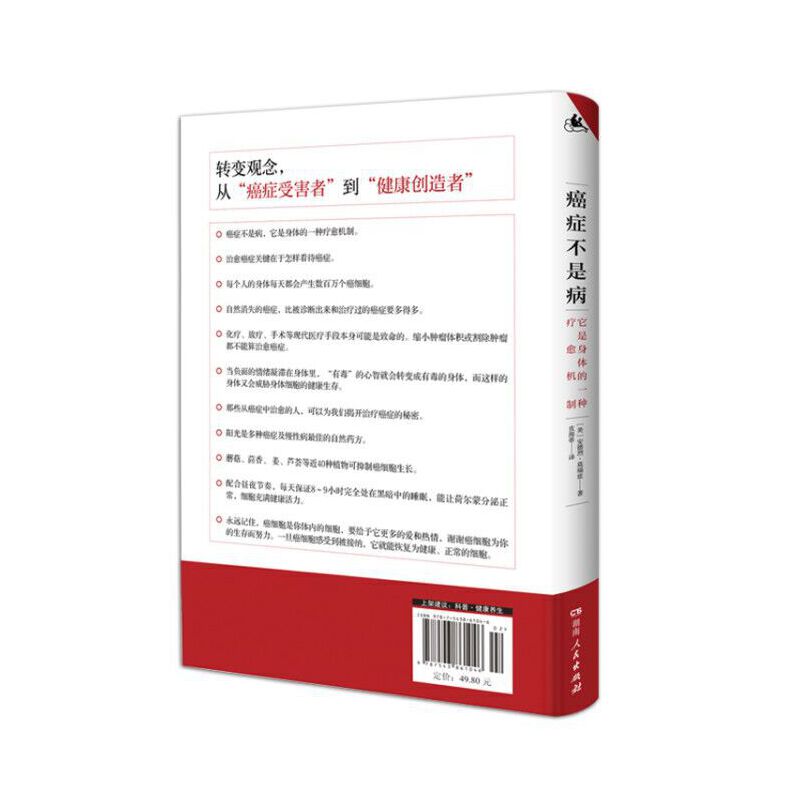 转变观念，
从“癌症受害者”到“健康创造者”
癌症不是病，它是身体的一种疗愈机制。
治愈癌症关键在于怎样看待癌症。
每个人的身体每天都会产生数百万个癌细胞。
自然消失的癌症，比被诊断出来和治疗过的癌症要多得多。
化疗、放疗、手术等现代医疗手段本身可能是致命的。缩小肿瘤体积或割除肿瘤
都不能算治愈癌症。
当负面的情绪凝滞在身体里，“有毒”的心智就会转变成有毒的身体，而这样的
身体又会威胁身体细胞的健康生存。
那些从癌症中治愈的人，可以为我们揭开治疗癌症的秘密。
阳光是多种癌症及慢性病最佳的自然药方。
蘑菇、茴香、姜、芦荟等近40种植物可抑制癌细胞生长。
配合昼夜节奏，每天保证8~9小时完全处在黑暗中的睡眠，能让荷尔蒙分泌正
常，细胞充满健康活力。
永远记住，癌细胞是你体内的细胞，要给予它更多的爱和热情，谢谢癌细胞为你
的生存而努力。一旦癌细胞感受到被接纳，它就能恢复为健康、正常的细胞。
上架建议：科普·健康养生
ISBN 978-7-5438-6104-6
02>
9787543861046
定价：49.80 元
癌症不是病
它是身体的一种
疗愈机制
[美]安德烈·莫瑞兹——著
译
湖南人民出版社